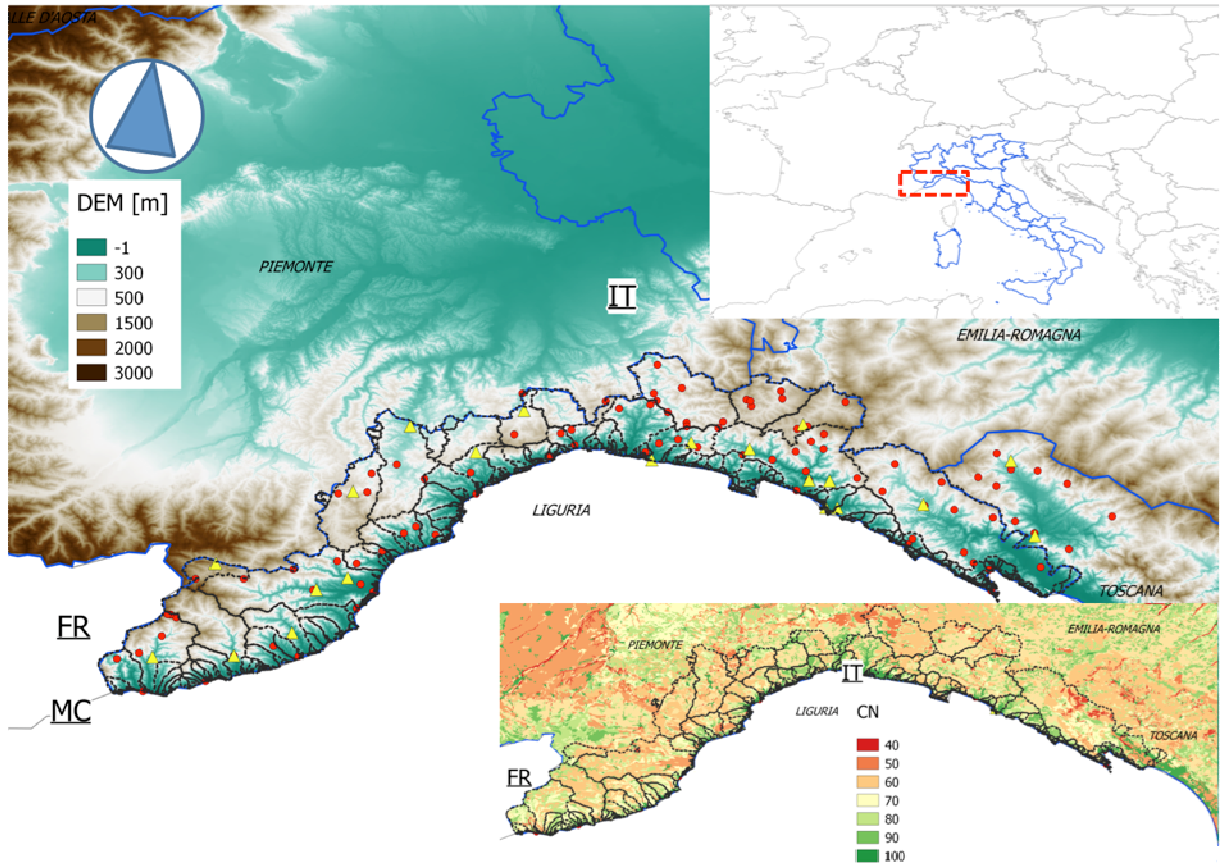 ELLE D'AOSTA
DEM [m]
-1
300
500
1500
2000
3000
PIEMONTE
IT
EMILIA-ROMAGNA
LIGURIA
TOSCANA
FR
MC
PIEMONTE
EMILIA-ROMAGNA
IT
LIGURIA
CN
TOSCANA
40
50
60
70
80
90
100
FR